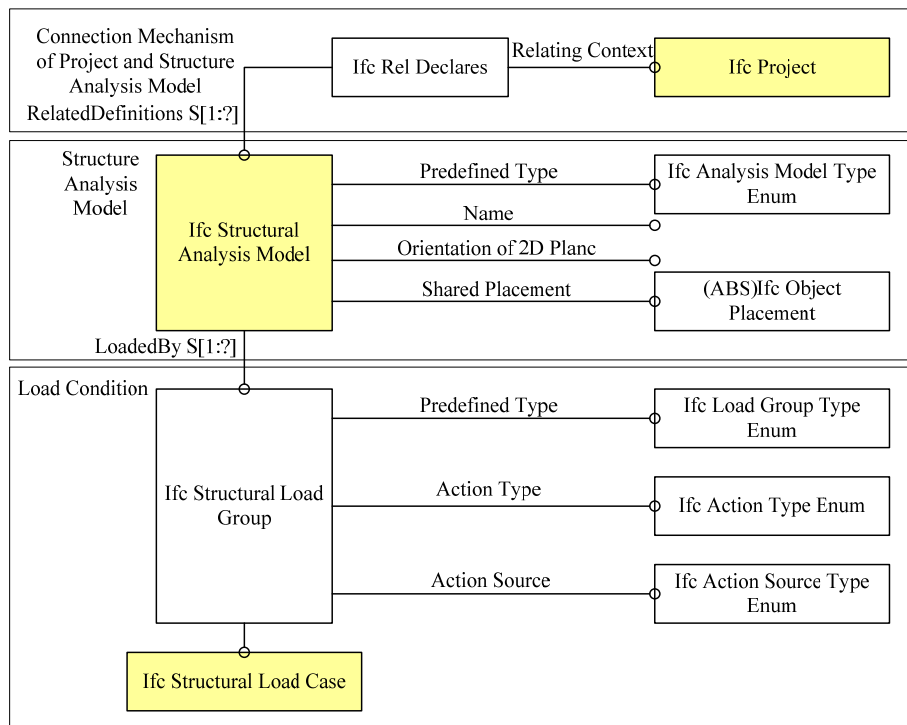 Connection Mechanism
of Project and Structure
Analysis Model
RelatedDefinitions S[1:?]
Ifc Rel Declares
Relating Context
Ifc Project
Structure
Analysis
Model
Ifc Structural
Analysis Model
Predefined Type
Ifc Analysis Model Type
Enum
Name
Orientation of 2D Planc
Shared Placement
(ABS)Ifc Object
Placement
LoadedBy S[1:?]
Load Condition
Ifc Structural Load
Group
Predefined Type
Ifc Load Group Type
Enum
Action Type
Ifc Action Type Enum
Action Source
Ifc Action Source Type
Enum
Ifc Structural Load Case